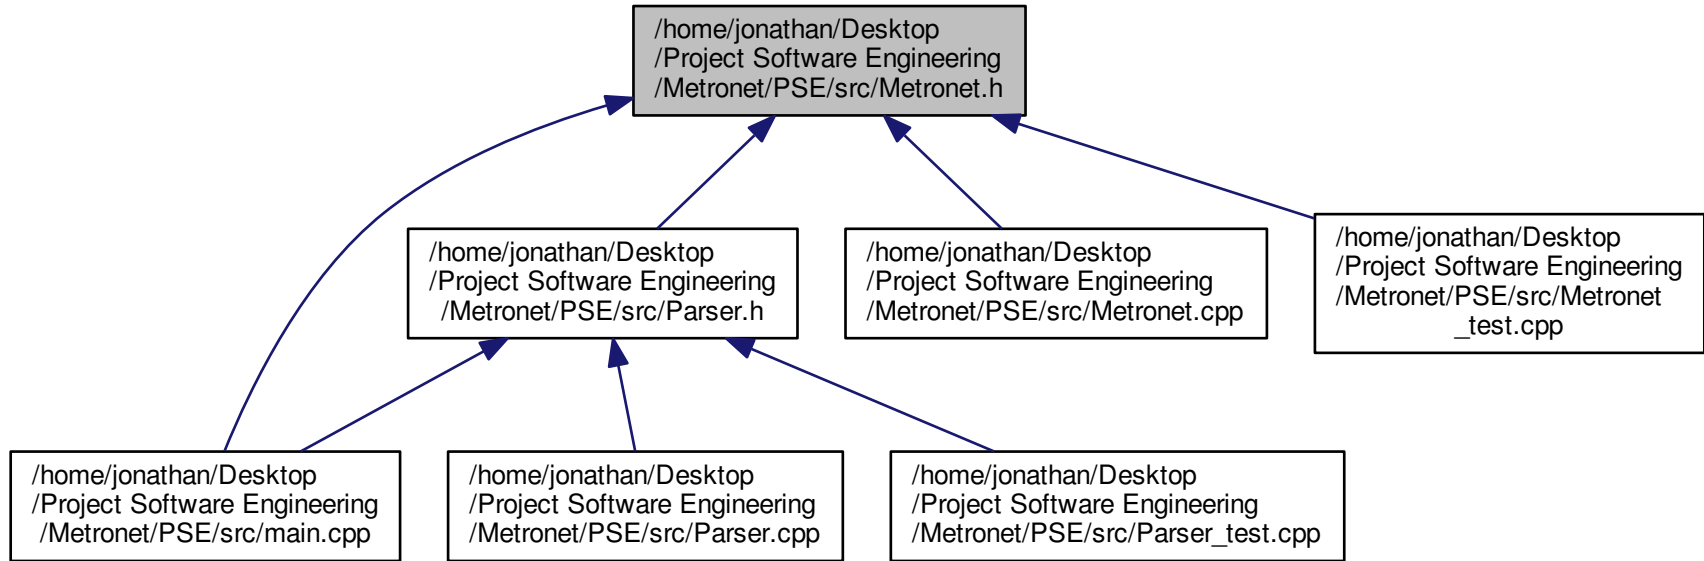 /home/jonathan/Desktop
/Project Software Engineering
/Metronet/PSE/src/Metronet.h
/home/jonathan/Desktop
/Project Software Engineering
/Metronet/PSE/src/Parser.h
/home/jonathan/Desktop
/Project Software Engineering
/Metronet/PSE/src/Metronet.cpp
/home/jonathan/Desktop
/Project Software Engineering
/Metronet/PSE/src/Metronet
_test.cpp
/home/jonathan/Desktop
/Project Software Engineering
/Metronet/PSE/src/main.cpp
/home/jonathan/Desktop
/Project Software Engineering
/Metronet/PSE/src/Parser.cpp
/home/jonathan/Desktop
/Project Software Engineering
/Metronet/PSE/src/Parser_test.cpp